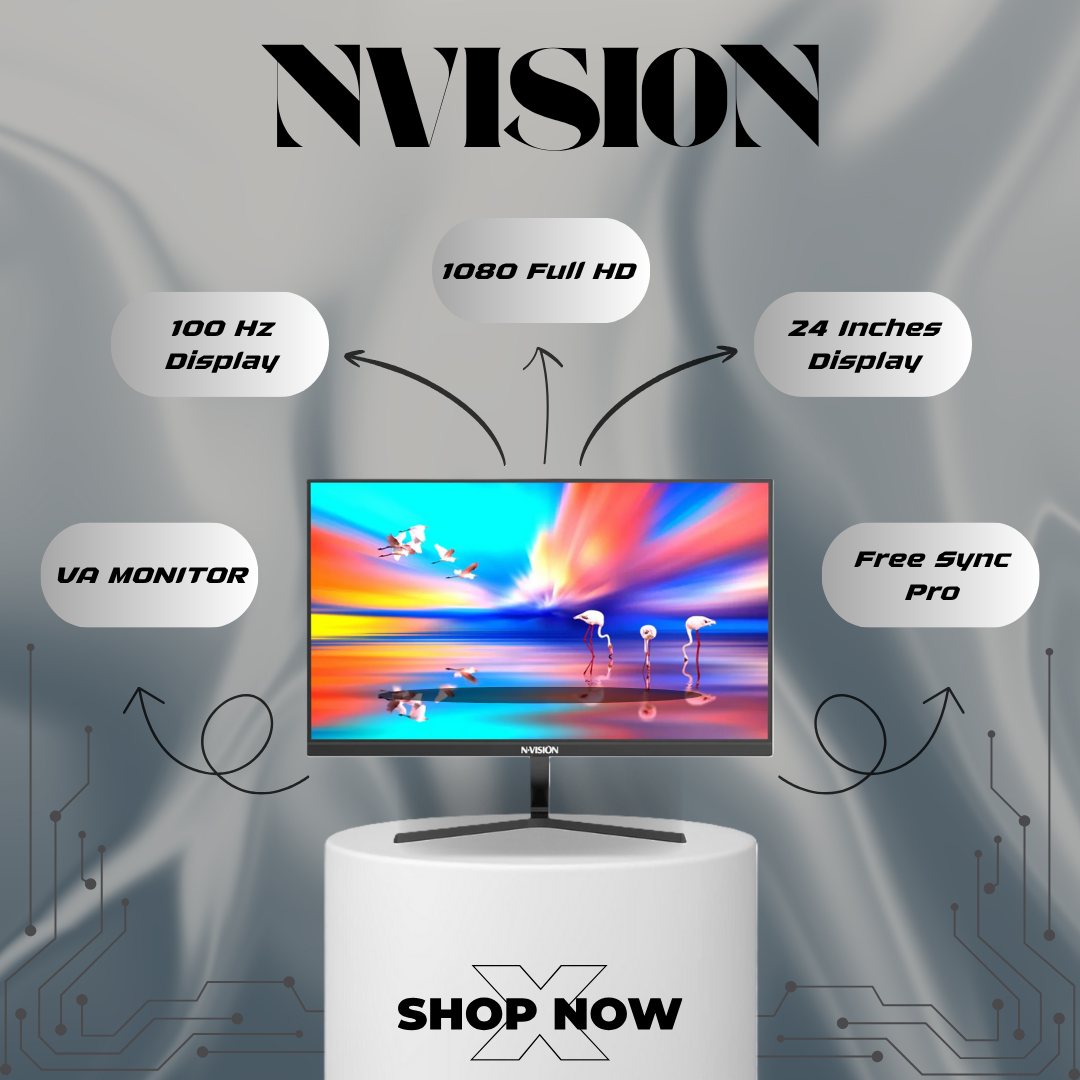 NVISION
1080 Full HD
100 Hz
Display
24 Inches
Display
VA MONITOR
Free Sync
Pro
N-VISION
X
SHOP NOW